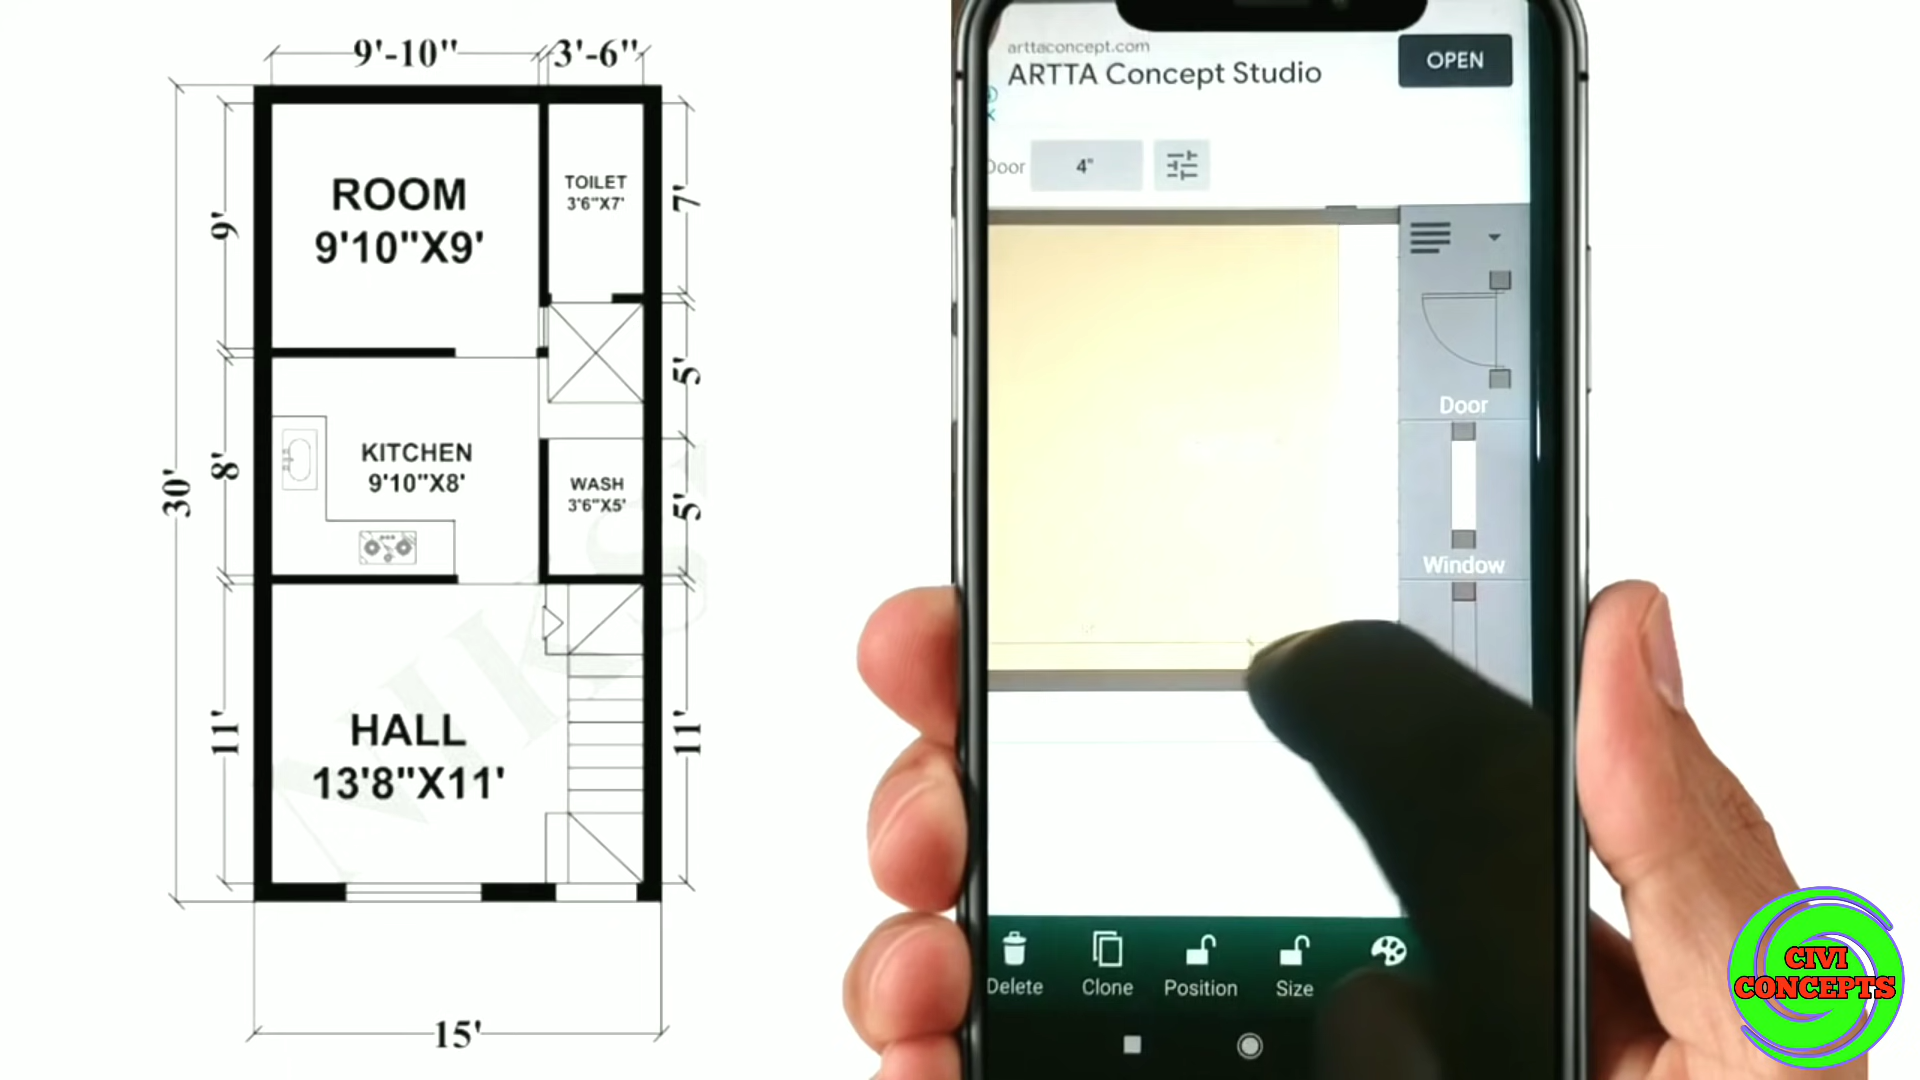 9'-10"
3'-6"
ROOM
9'10"X9'
TOILET
3'6"X7'
9'
7'
5'
KITCHEN
9'10"X8'
8'
30'
WASH
3'6"X5'
5'
HALL
13'8"X11'
11'
11'
15'
NIKS
arttaconcept.com
ARTTA Concept Studio
OPEN
Door
4"
Door
Window
Delete
Clone
Position
Size
CIVI
CONCEPTS